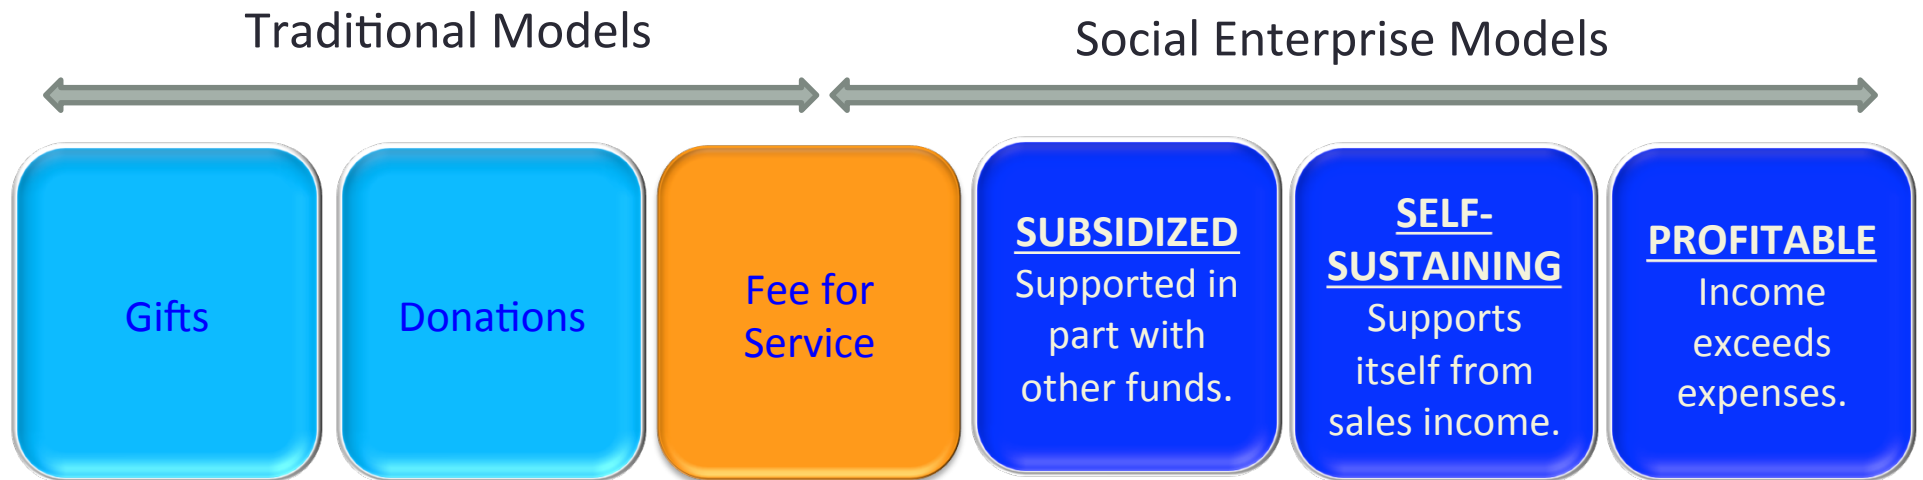 Traditional Models
Social Enterprise Models
Gifts
Donations
Fee for
Service
SUBSIDIZED
Supported in
part with
other funds.
SELF-
SUSTAINING
Supports
itself from
sales income.
PROFITABLE
Income
exceeds
expenses.